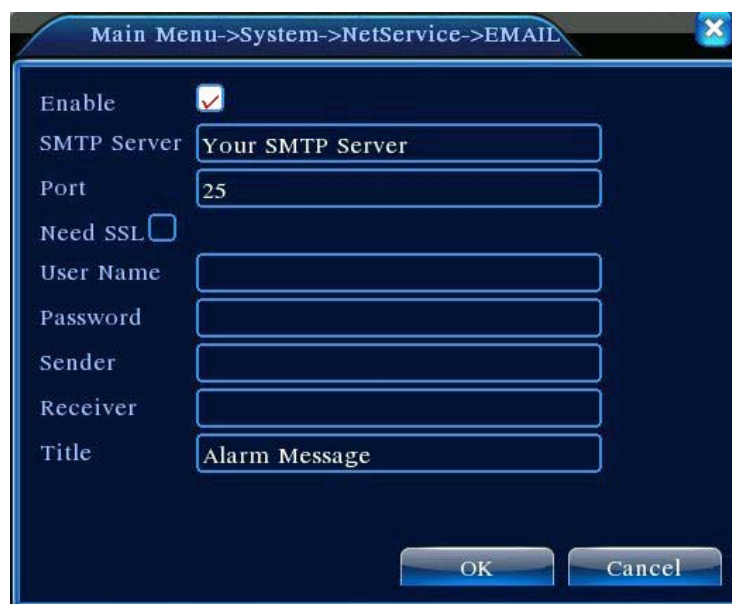 Main Menu->System->NetService->EMAIL
Enable
SMTP Server Your SMTP Server
Port 25
Need SSL
User Name
Password
Sender
Receiver
Title Alarm Message
OK Cancel